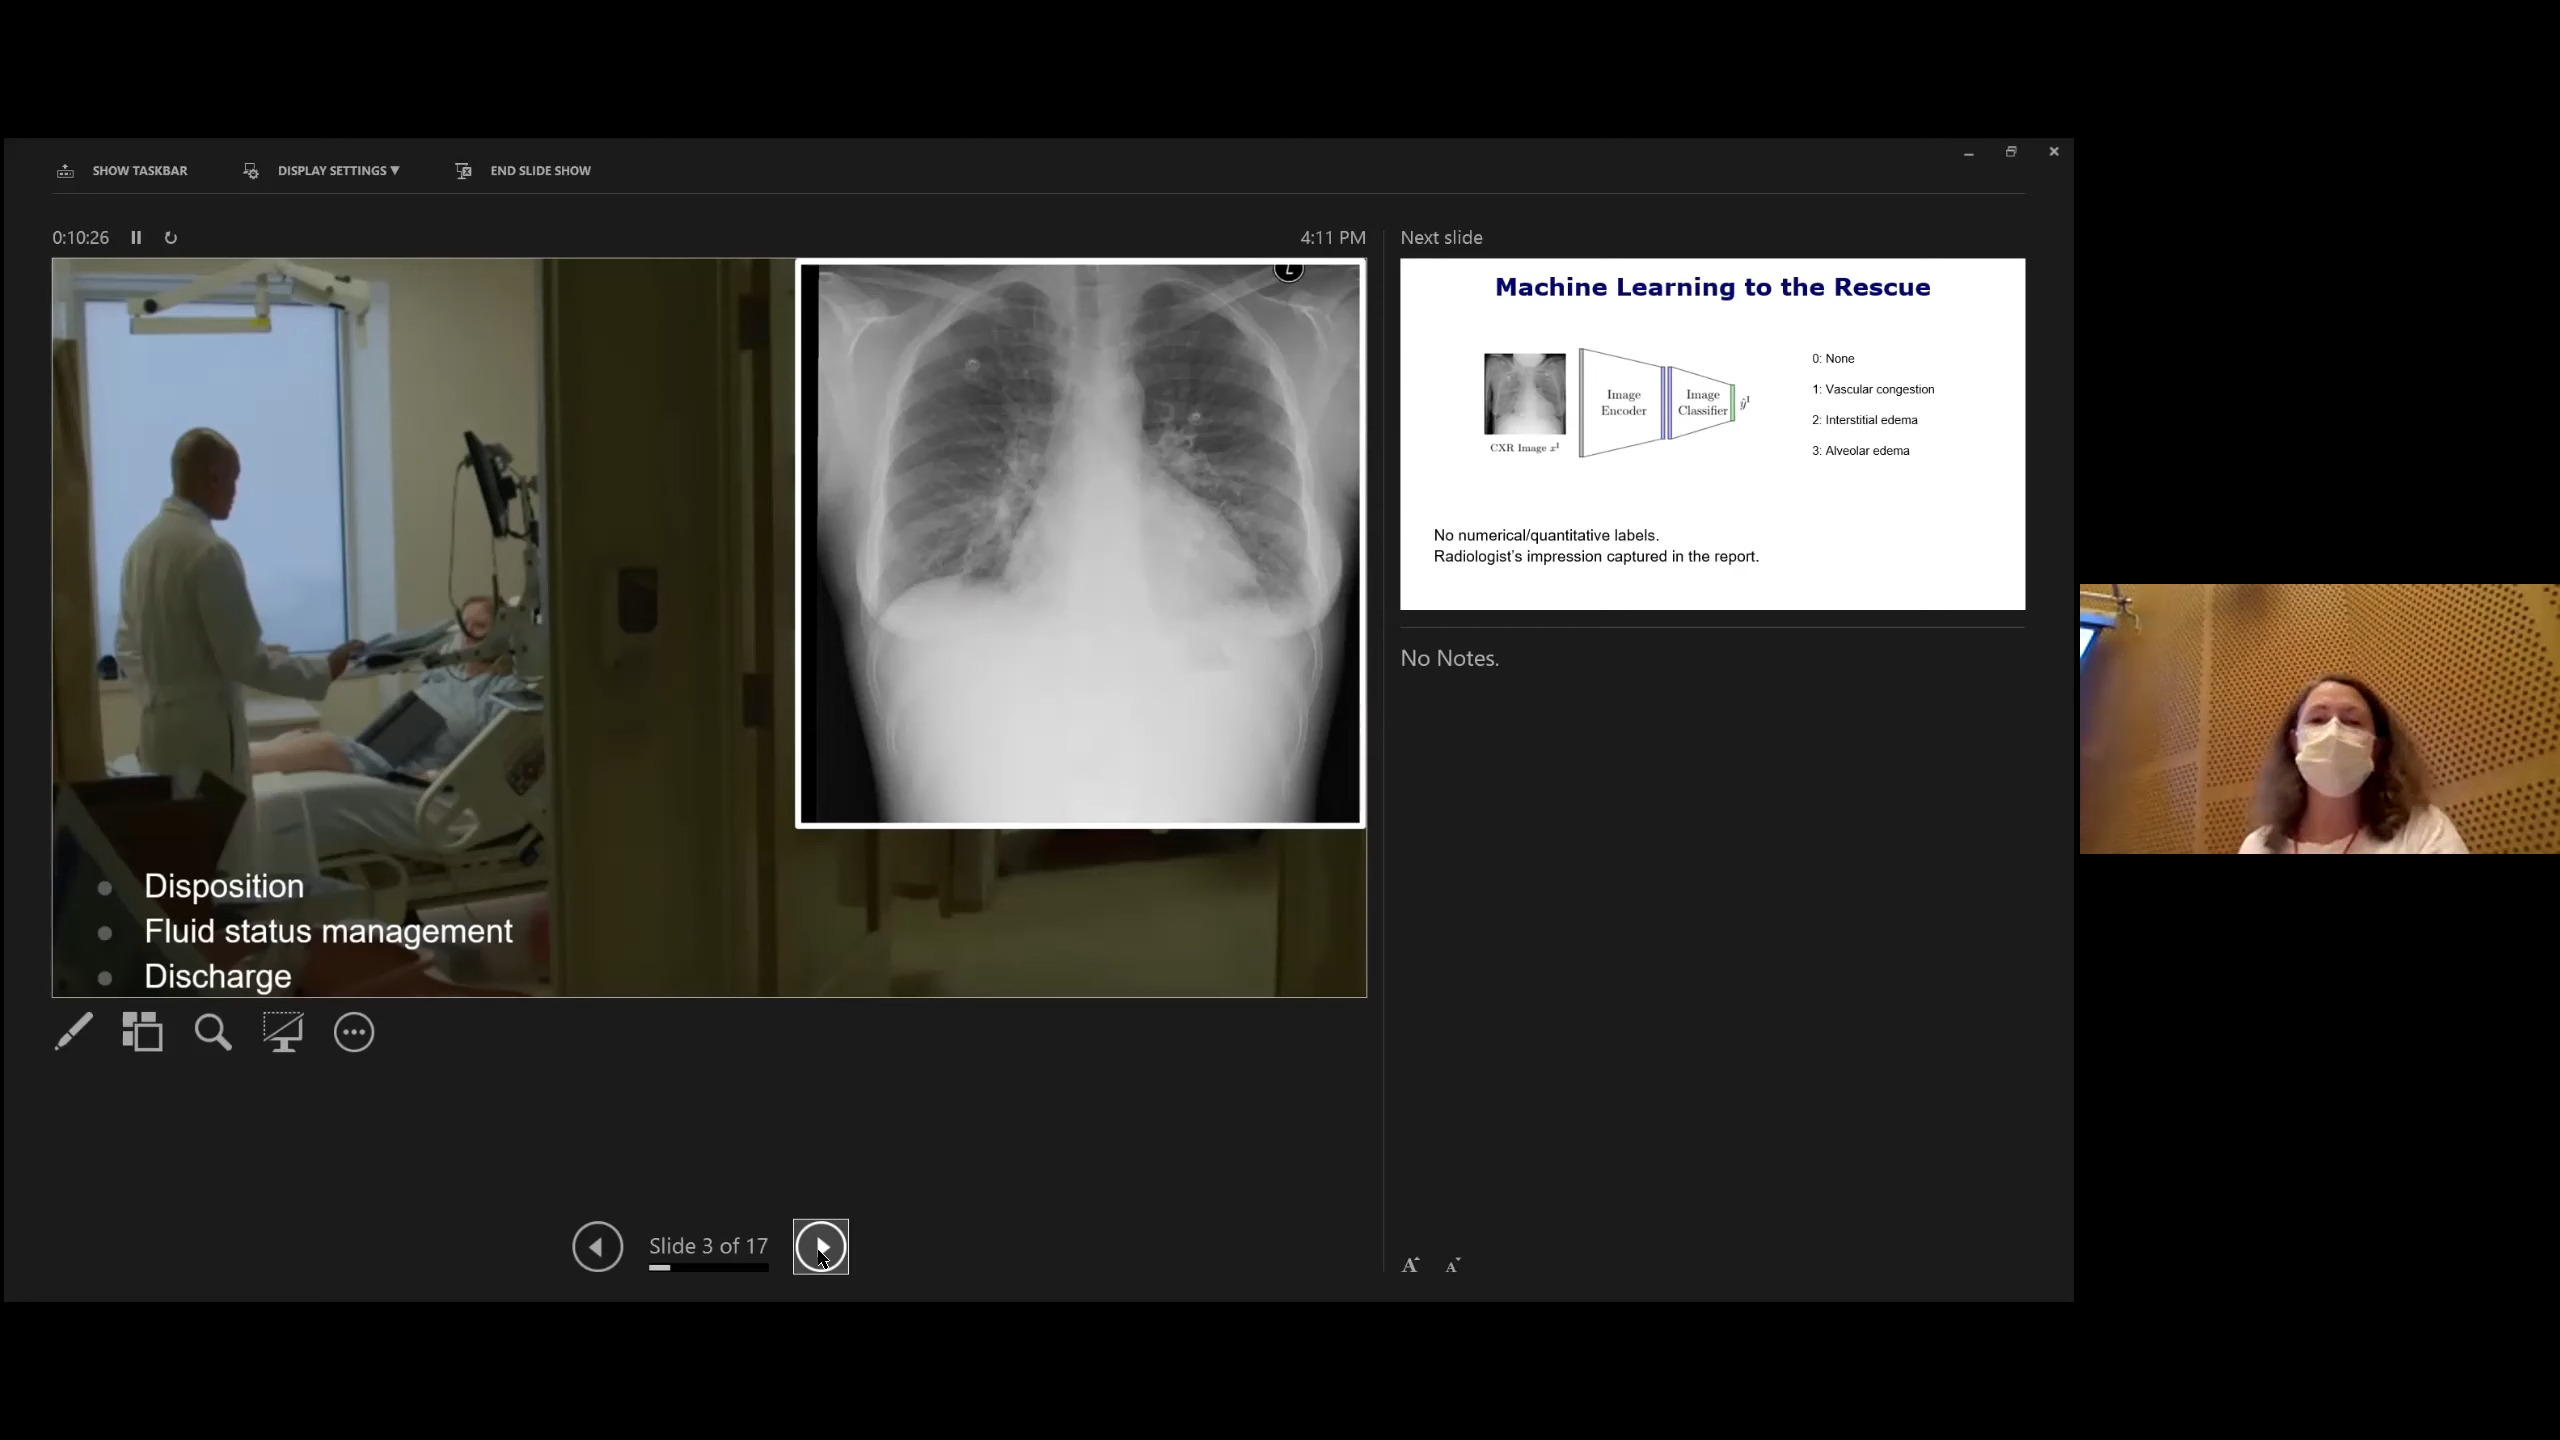 SHOW TASKBAR
DISPLAY SETTINGS ▼
END SLIDE SHOW
0:10:26
4:11 PM
L
Disposition
Fluid status management
Discharge
Slide 3 of 17
Next slide
Machine Learning to the Rescue
Image
Encoder
Image
Classifier
ŷᴵ
CXR Image xᴵ
0: None
1: Vascular congestion
2: Interstitial edema
3: Alveolar edema
No numerical/quantitative labels.
Radiologist's impression captured in the report.
No Notes.
A A